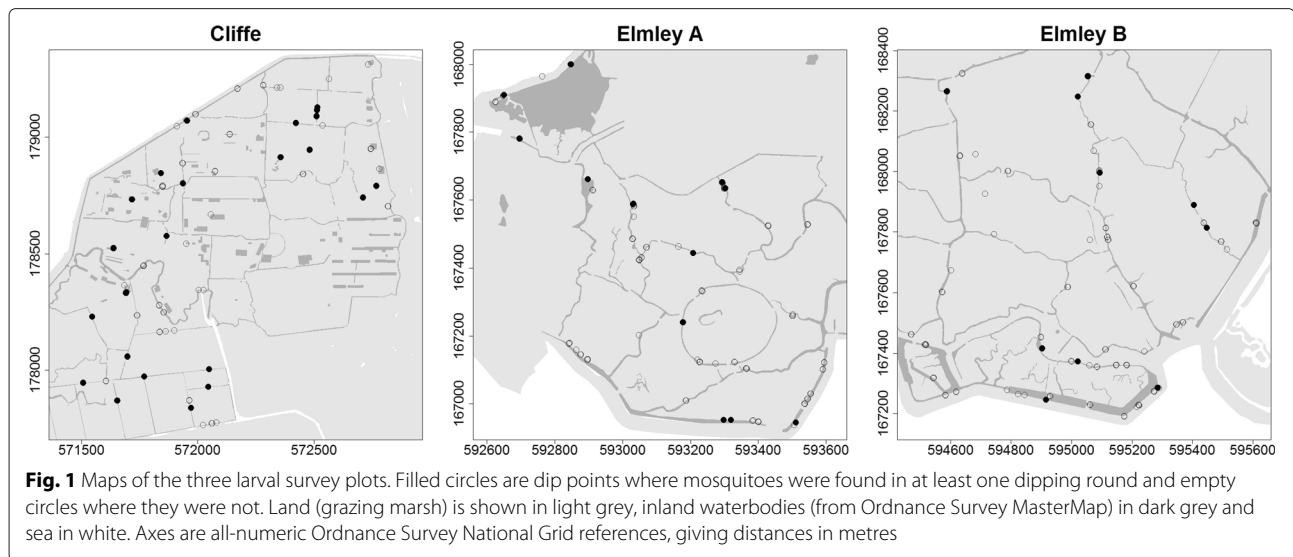 Cliffe
Elmley A
Elmley B
179000
178500
178000
571500 572000 572500
168000
167800
167600
167400
167200
167000
592600 592800 593000 593200 593400 593600
168400
168200
168000
167800
167600
167400
167200
594600 594800 595000 595200 595400 595600
Fig. 1 Maps of the three larval survey plots. Filled circles are dip points where mosquitoes were found in at least one dipping round and empty
circles where they were not. Land (grazing marsh) is shown in light grey, inland waterbodies (from Ordnance Survey MasterMap) in dark grey and
sea in white. Axes are all-numeric Ordnance Survey National Grid references, giving distances in metres